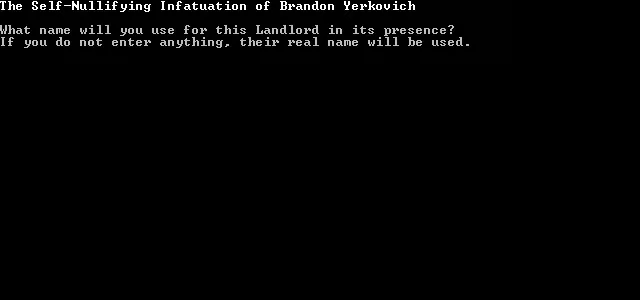 The Self-Nullifying Infatuation of Brandon Yerkovich
What name will you use for this Landlord in its presence?
If you do not enter anything, their real name will be used.